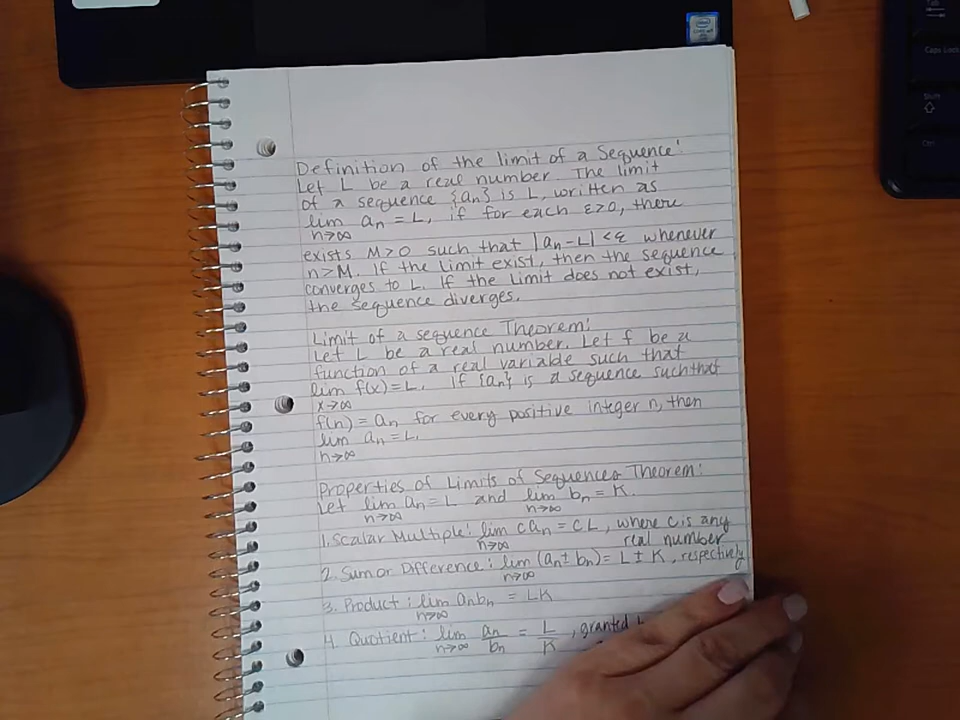 Definition of the limit of a Sequence:
Let L be a real number. The limit
of a sequence {an} is L, written as
lim an = L, if for each ε>0, there
n→∞
exists M>0 such that |an-L|<ε whenever
n>M. If the limit exist, then the sequence
converges to L. If the limit does not exist,
the sequence diverges.
Limit of a sequence Theorem:
Let L be a real number. Let f be a
function of a real variable such that
lim f(x)=L. If {an} is a sequence such that
x→∞
f(n) = an for every positive integer n, then
lim an = L.
n→∞
Properties of Limits of Sequences Theorem:
Let lim an = L and lim bn = K.
n→∞ n→∞
1. Scalar Multiple: lim can = cL, where c is any
n→∞ real number
2. Sum or Difference: lim (an ± bn) = L ± K, respectively
n→∞
3. Product: lim anbn = LK
n→∞
4. Quotient: lim an/bn = L/K, granted
n→∞
intel
Tab
Caps Lock
Shift
Ctrl